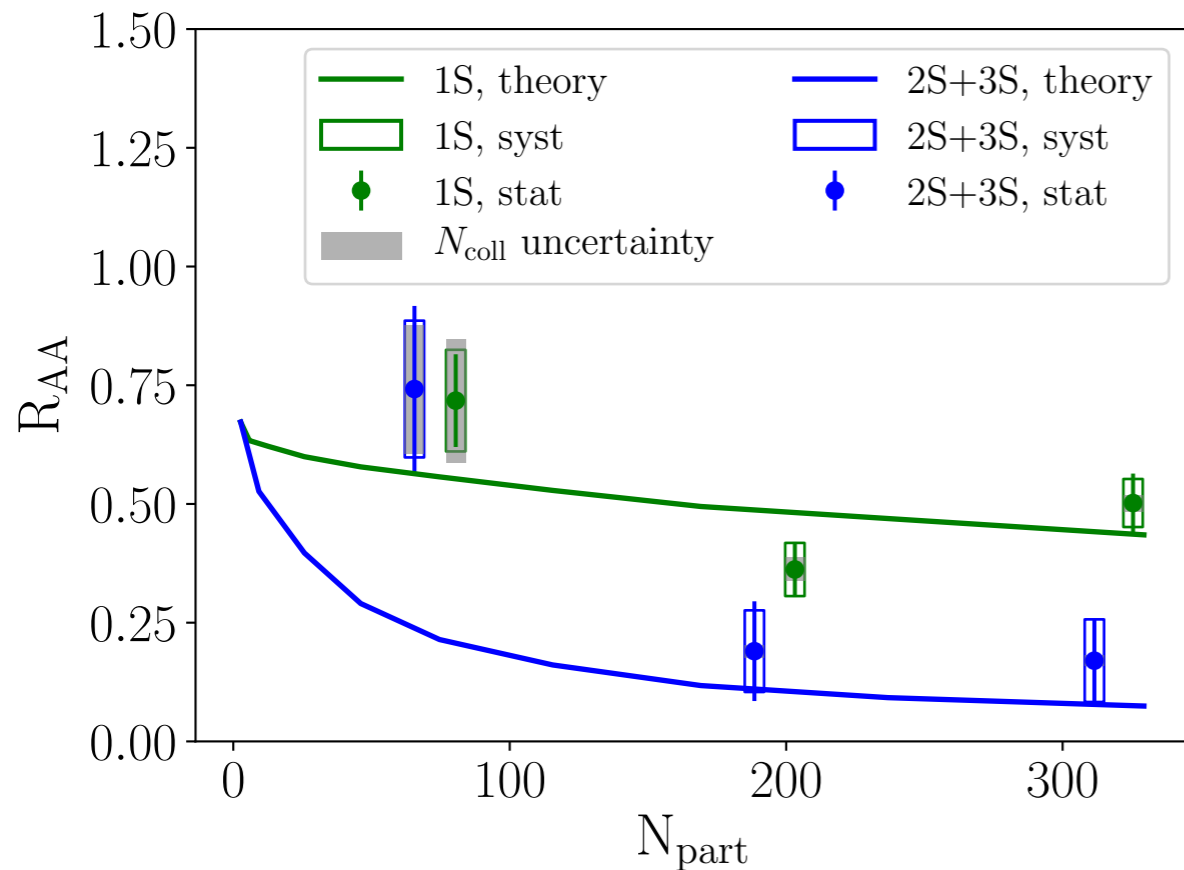 1.50
1.25
1.00
0.75
0.50
0.25
0.00
R_AA
1S, theory
1S, syst
1S, stat
N_coll uncertainty
2S+3S, theory
2S+3S, syst
2S+3S, stat
0 100 200 300
N_part